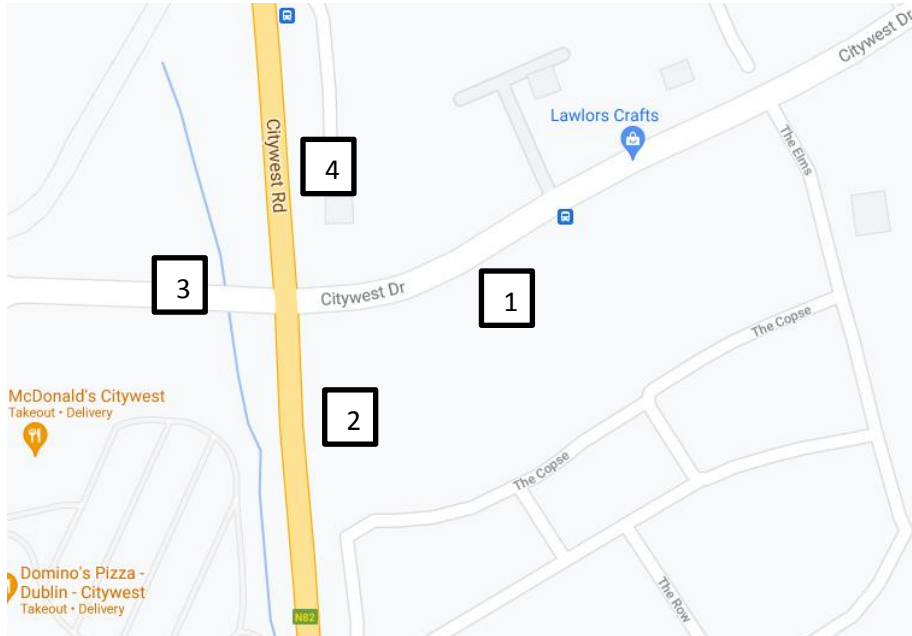 Citywest Dr
Lawlors Crafts
Citywest Rd
The Elms
4
3
Citywest Dr
1
The Copse
McDonald's Citywest
Takeout • Delivery
2
The Copse
Domino's Pizza -
Dublin - Citywest
Takeout • Delivery
The Row
N82